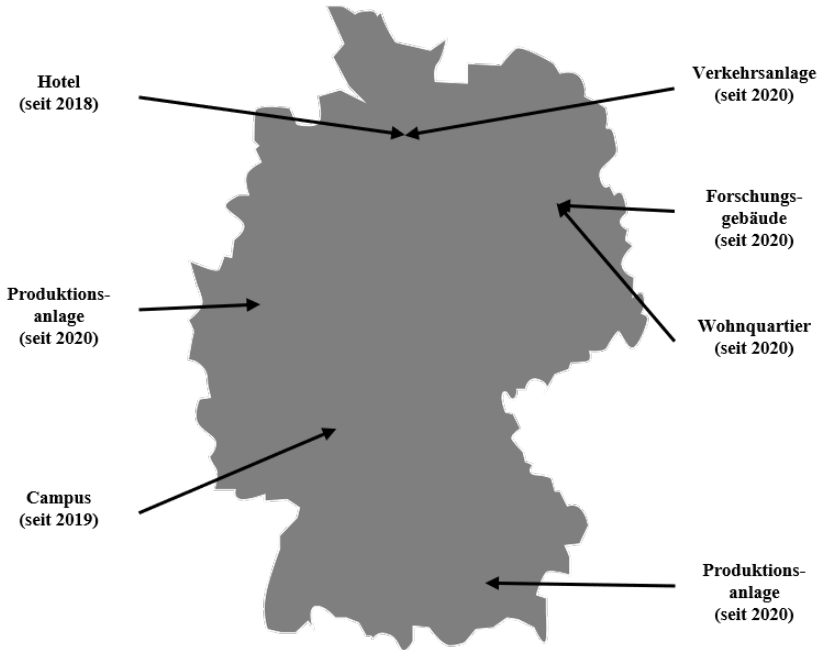 Hotel
(seit 2018)
Verkehrsanlage
(seit 2020)
Forschungs-
gebäude
(seit 2020)
Produktions-
anlage
(seit 2020)
Wohnquartier
(seit 2020)
Campus
(seit 2019)
Produktions-
anlage
(seit 2020)